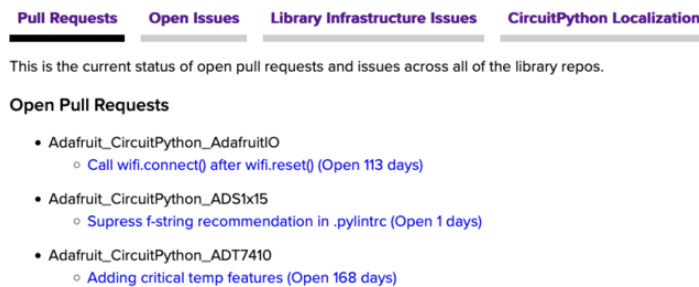 Pull Requests Open Issues Library Infrastructure Issues CircuitPython Localization
This is the current status of open pull requests and issues across all of the library repos.
Open Pull Requests
Adafruit_CircuitPython_AdafruitIO
Call wifi.connect() after wifi.reset() (Open 113 days)
Adafruit_CircuitPython_ADS1x15
Supress f-string recommendation in .pylintrc (Open 1 days)
Adafruit_CircuitPython_ADT7410
Adding critical temp features (Open 168 days)